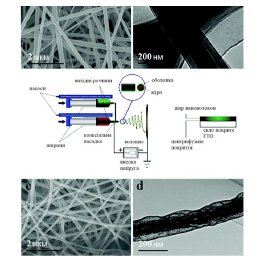 2 мкм
200 нм
вихідні розчини
насоси
оболонка
ядро
шприци
коаксіальна
насадка
волокно
висока
напруга
шар нановолокон
скло покрите
FTO
центрифужне
покриття
c
d
2 мкм
200 нм